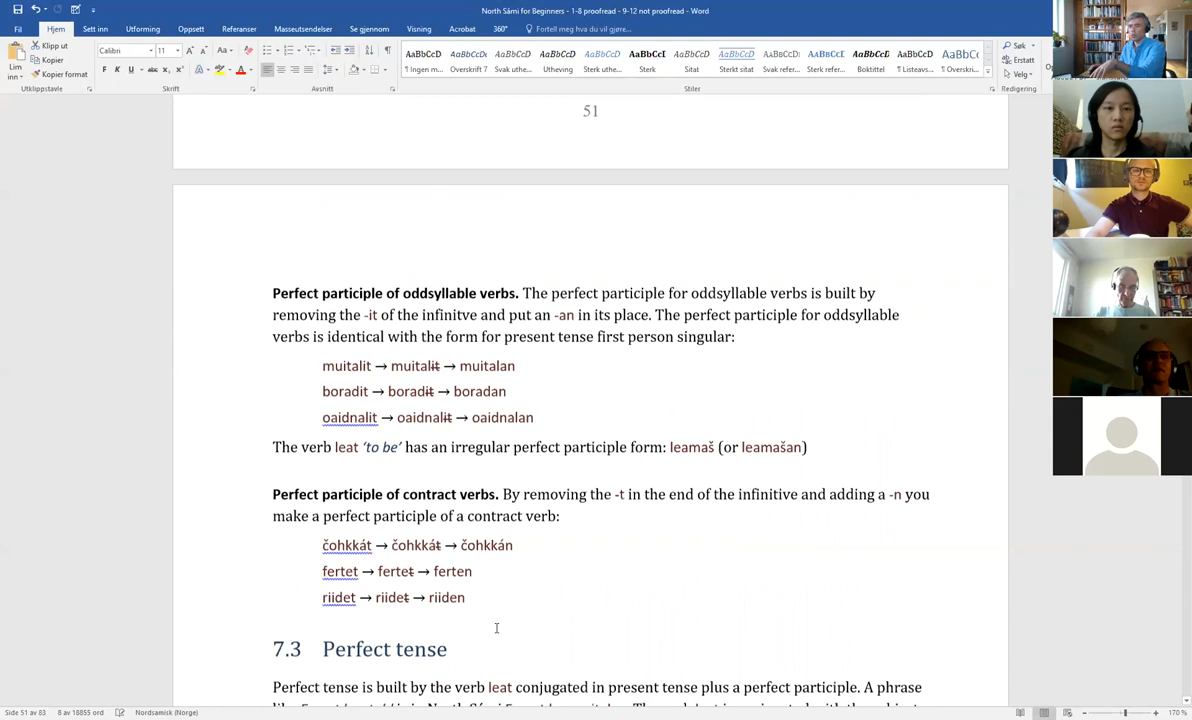 North Sámi for Beginners - 1-8 proofread - 9-12 not proofread - Word
Fil Hjem Sett inn Utforming Oppsett Referanser Masseutsendelser Se gjennom Visning Acrobat 360° Fortell meg hva du vil gjøre...
Lim inn
Klipp ut
Kopier
Kopier format
Utklippstavle
Calibri 11
Skrift
Avsnitt
AaBbCcD AaBbCcDc AaBbCcD AaBbCcD AaBbCcD AaBbCcI AaBbCcD AaBbCcD AaBbCcD AaBbCcI AaBbCcD AaBbCcD AaBbCc
¶ Ingen m... Overskrift 7 Svak uthe... Utheving Sterk uth... Sterk Sitat Sterkt sitat Svak refer... Sterk refer... Boktittel ¶ Listeavs... ¶ Overskri...
Stiler
Søk
Erstatt
Velg
Redigering
51
Perfect participle of oddsyllable verbs. The perfect participle for oddsyllable verbs is built by
removing the -it of the infinitve and put an -an in its place. The perfect participle for oddsyllable
verbs is identical with the form for present tense first person singular:
muitalit → muitalit → muitalan
boradit → boradit → boradan
oaidnalit → oaidnalit → oaidnalan
The verb leat ‘to be’ has an irregular perfect participle form: leamaš (or leamašan)
Perfect participle of contract verbs. By removing the -t in the end of the infinitive and adding a -n you
make a perfect participle of a contract verb:
čohkkát → čohkkát → čohkkán
fertet → fertet → ferten
riidet → riidet → riiden
7.3 Perfect tense
Perfect tense is built by the verb leat conjugated in present tense plus a perfect participle. A phrase
Side 51 av 83 8 av 18855 ord Nordsamisk (Norge) 170 %